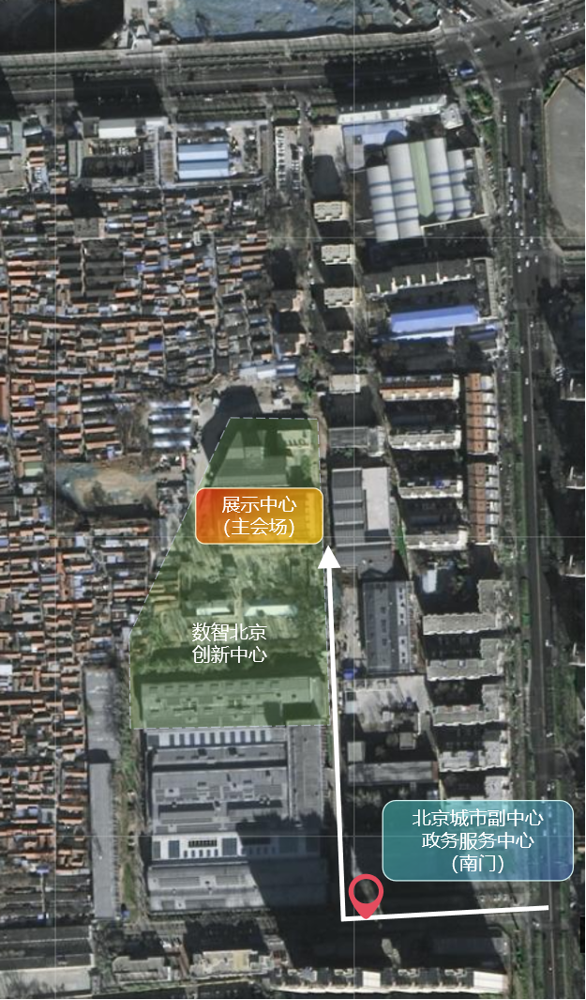 展示中心
(主会场)
数智北京
创新中心
北京城市副中心
政务服务中心
(南门)